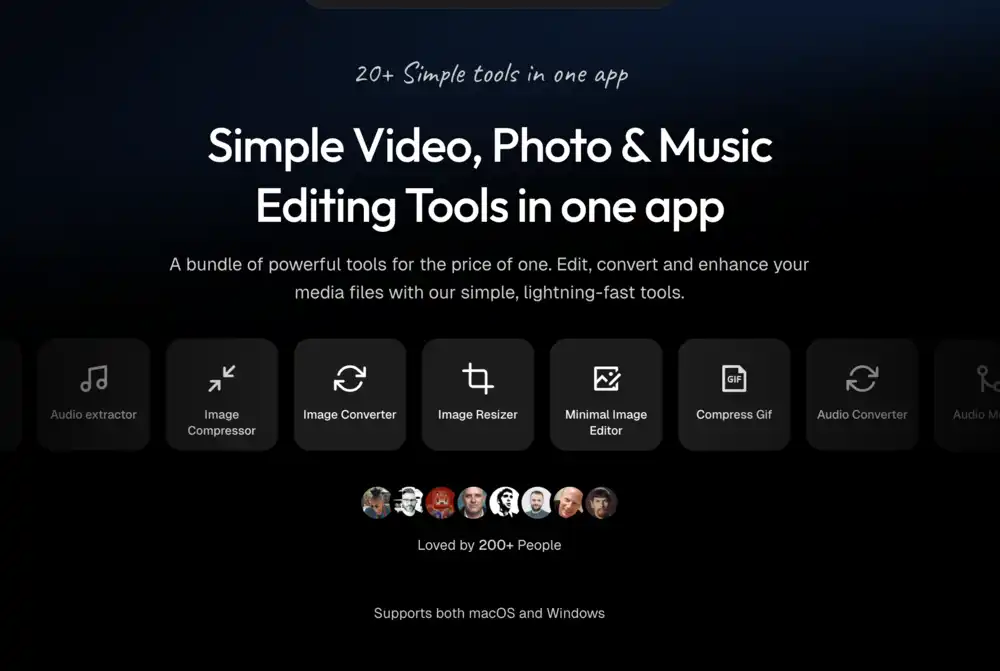 20+ Simple tools in one app
Simple Video, Photo & Music
Editing Tools in one app
A bundle of powerful tools for the price of one. Edit, convert and enhance your
media files with our simple, lightning-fast tools.
Audio extractor
Image
Compressor
Image Converter
Image Resizer
Minimal Image
Editor
GIF
Compress Gif
Audio Converter
Audio
Loved by 200+ People
Supports both macOS and Windows